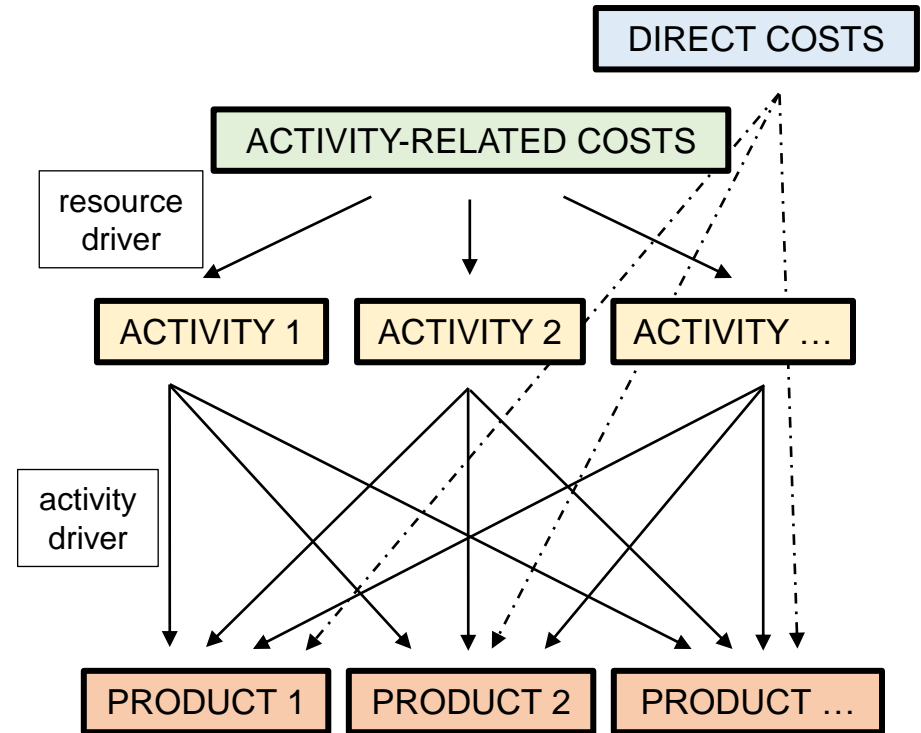 DIRECT COSTS
ACTIVITY-RELATED COSTS
resource
driver
ACTIVITY 1
ACTIVITY 2
ACTIVITY …
activity
driver
PRODUCT 1
PRODUCT 2
PRODUCT …